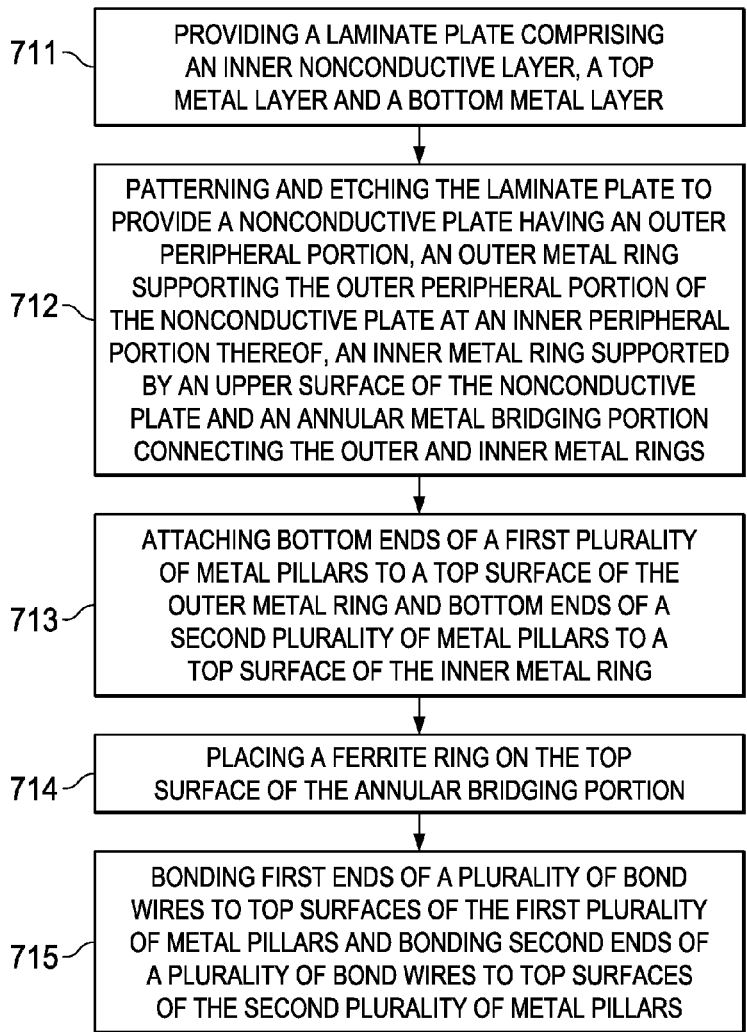 711
PROVIDING A LAMINATE PLATE COMPRISING
AN INNER NONCONDUCTIVE LAYER, A TOP
METAL LAYER AND A BOTTOM METAL LAYER
712
PATTERNING AND ETCHING THE LAMINATE PLATE TO
PROVIDE A NONCONDUCTIVE PLATE HAVING AN OUTER
PERIPHERAL PORTION, AN OUTER METAL RING
SUPPORTING THE OUTER PERIPHERAL PORTION OF
THE NONCONDUCTIVE PLATE AT AN INNER PERIPHERAL
PORTION THEREOF, AN INNER METAL RING SUPPORTED
BY AN UPPER SURFACE OF THE NONCONDUCTIVE
PLATE AND AN ANNULAR METAL BRIDGING PORTION
CONNECTING THE OUTER AND INNER METAL RINGS
713
ATTACHING BOTTOM ENDS OF A FIRST PLURALITY
OF METAL PILLARS TO A TOP SURFACE OF THE
OUTER METAL RING AND BOTTOM ENDS OF A
SECOND PLURALITY OF METAL PILLARS TO A
TOP SURFACE OF THE INNER METAL RING
714
PLACING A FERRITE RING ON THE TOP
SURFACE OF THE ANNULAR BRIDGING PORTION
715
BONDING FIRST ENDS OF A PLURALITY OF BOND
WIRES TO TOP SURFACES OF THE FIRST PLURALITY
OF METAL PILLARS AND BONDING SECOND ENDS OF
A PLURALITY OF BOND WIRES TO TOP SURFACES
OF THE SECOND PLURALITY OF METAL PILLARS